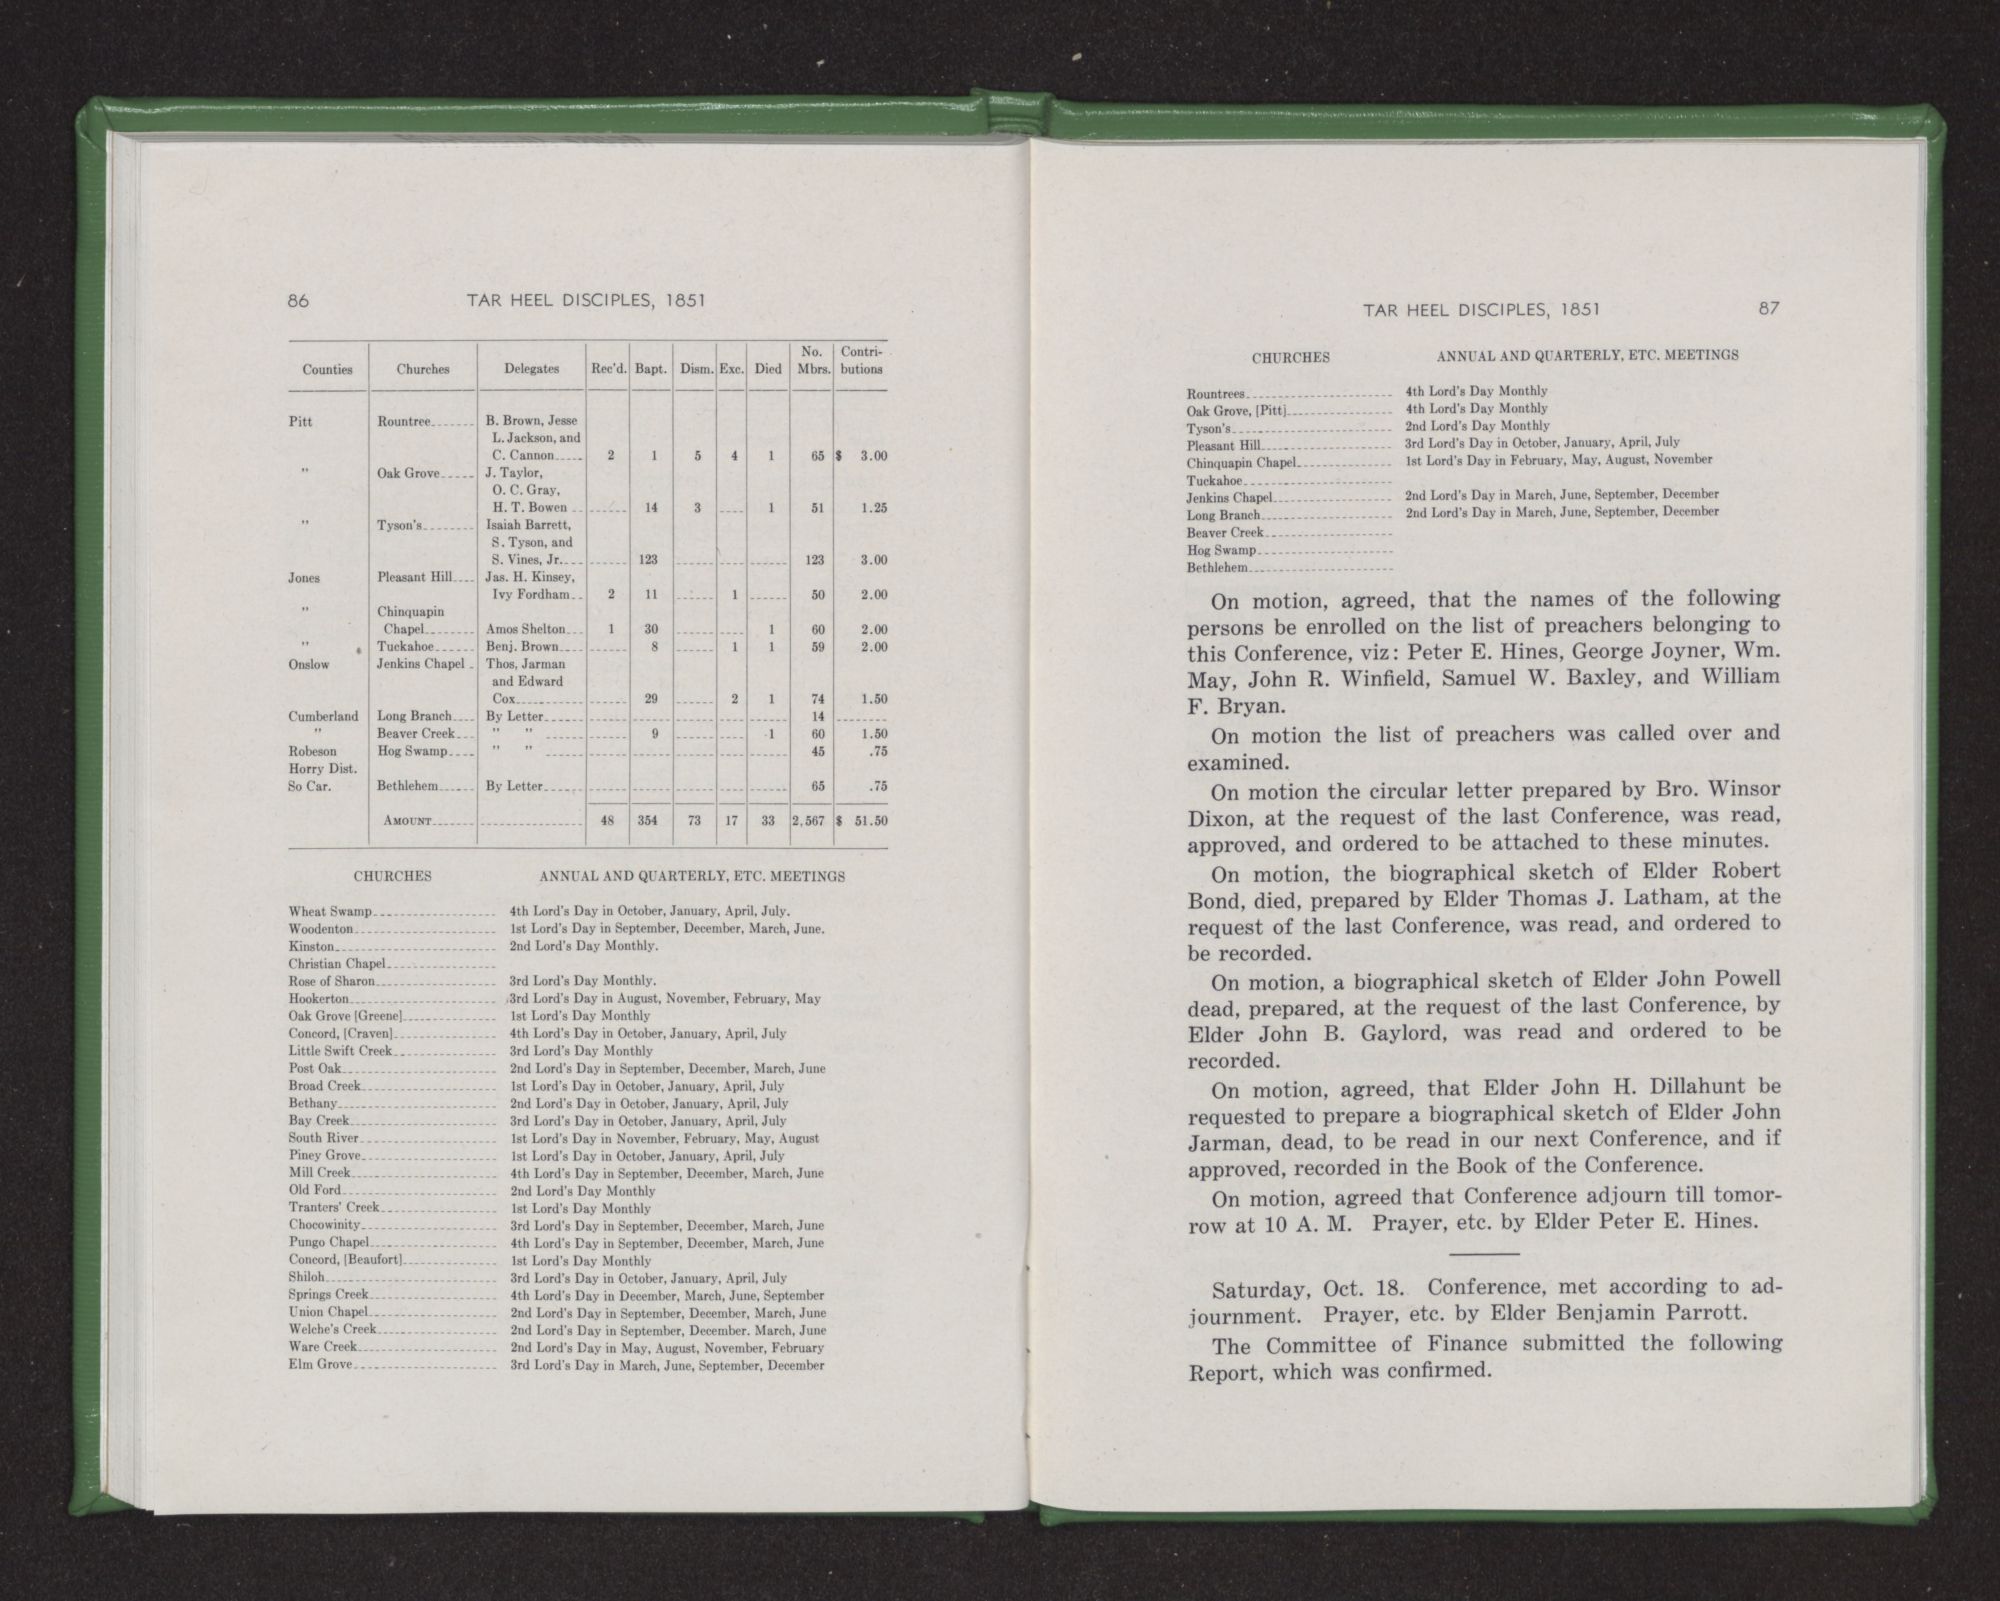 86 TAR HEEL DISCIPLES, 1851
Counties Churches Delegates Rec'd. Bapt. Dism. Exc. Died No. Mbrs. Contri-butions
Pitt Rountree B. Brown, Jesse
L. Jackson, and
C. Cannon 2 1 5 4 1 65 $ 3.00
" Oak Grove J. Taylor,
O. C. Gray,
H. T. Bowen 14 3 1 51 1.25
" Tyson's Isaiah Barrett,
S. Tyson, and
S. Vines, Jr. 123 123 3.00
Jones Pleasant Hill Jas. H. Kinsey,
Ivy Fordham 2 11 1 50 2.00
" Chinquapin
Chapel Amos Shelton 1 30 1 60 2.00
" Tuckahoe Benj. Brown 8 1 1 59 2.00
Onslow Jenkins Chapel Thos, Jarman
and Edward
Cox 29 2 1 74 1.50
Cumberland Long Branch By Letter 14
" Beaver Creek " " 9 1 60 1.50
Robeson Hog Swamp " " 45 .75
Horry Dist.
So Car. Bethlehem By Letter 65 .75
AMOUNT 48 354 73 17 33 2,567 $ 51.50
CHURCHES ANNUAL AND QUARTERLY, ETC. MEETINGS
Wheat Swamp 4th Lord's Day in October, January, April, July.
Woodenton 1st Lord's Day in September, December, March, June.
Kinston 2nd Lord's Day Monthly.
Christian Chapel
Rose of Sharon 3rd Lord's Day Monthly.
Hookerton 3rd Lord's Day in August, November, February, May
Oak Grove [Greene] 1st Lord's Day Monthly
Concord, [Craven] 4th Lord's Day in October, January, April, July
Little Swift Creek 3rd Lord's Day Monthly
Post Oak 2nd Lord's Day in September, December, March, June
Broad Creek 1st Lord's Day in October, January, April, July
Bethany 2nd Lord's Day in October, January, April, July
Bay Creek 3rd Lord's Day in October, January, April, July
South River 1st Lord's Day in November, February, May, August
Piney Grove 1st Lord's Day in October, January, April, July
Mill Creek 4th Lord's Day in September, December, March, June
Old Ford 2nd Lord's Day Monthly
Tranters' Creek 1st Lord's Day Monthly
Chocowinity 3rd Lord's Day in September, December, March, June
Pungo Chapel 4th Lord's Day in September, December, March, June
Concord, [Beaufort] 1st Lord's Day Monthly
Shiloh 3rd Lord's Day in October, January, April, July
Springs Creek 4th Lord's Day in December, March, June, September
Union Chapel 2nd Lord's Day in September, December, March, June
Welche's Creek 2nd Lord's Day in September, December. March, June
Ware Creek 2nd Lord's Day in May, August, November, February
Elm Grove 3rd Lord's Day in March, June, September, December
TAR HEEL DISCIPLES, 1851 87
CHURCHES ANNUAL AND QUARTERLY, ETC. MEETINGS
Rountrees 4th Lord's Day Monthly
Oak Grove, [Pitt] 4th Lord's Day Monthly
Tyson's 2nd Lord's Day Monthly
Pleasant Hill 3rd Lord's Day in October, January, April, July
Chinquapin Chapel 1st Lord's Day in February, May, August, November
Tuckahoe
Jenkins Chapel 2nd Lord's Day in March, June, September, December
Long Branch 2nd Lord's Day in March, June, September, December
Beaver Creek
Hog Swamp
Bethlehem
On motion, agreed, that the names of the following
persons be enrolled on the list of preachers belonging to
this Conference, viz: Peter E. Hines, George Joyner, Wm.
May, John R. Winfield, Samuel W. Baxley, and William
F. Bryan.
On motion the list of preachers was called over and
examined.
On motion the circular letter prepared by Bro. Winsor
Dixon, at the request of the last Conference, was read,
approved, and ordered to be attached to these minutes.
On motion, the biographical sketch of Elder Robert
Bond, died, prepared by Elder Thomas J. Latham, at the
request of the last Conference, was read, and ordered to
be recorded.
On motion, a biographical sketch of Elder John Powell
dead, prepared, at the request of the last Conference, by
Elder John B. Gaylord, was read and ordered to be
recorded.
On motion, agreed, that Elder John H. Dillahunt be
requested to prepare a biographical sketch of Elder John
Jarman, dead, to be read in our next Conference, and if
approved, recorded in the Book of the Conference.
On motion, agreed that Conference adjourn till tomor-
row at 10 A. M. Prayer, etc. by Elder Peter E. Hines.
Saturday, Oct. 18. Conference, met according to ad-
journment. Prayer, etc. by Elder Benjamin Parrott.
The Committee of Finance submitted the following
Report, which was confirmed.